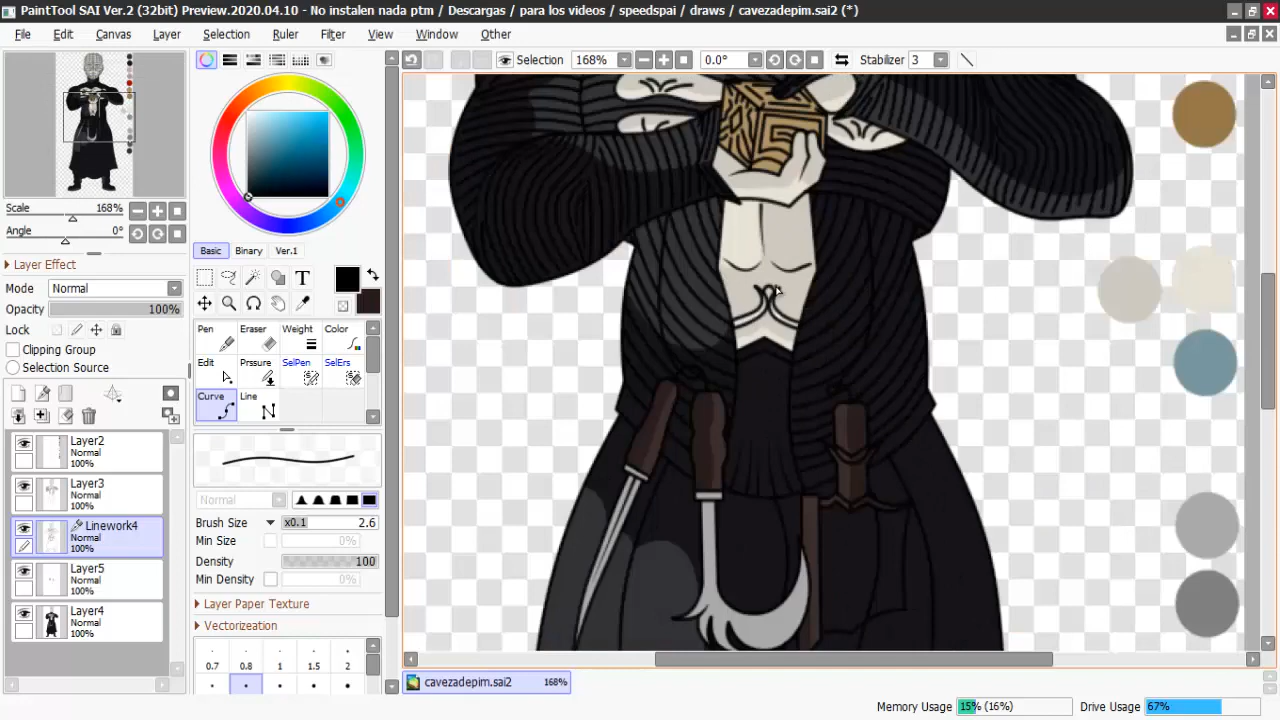 PaintTool SAI Ver.2 (32bit) Preview.2020.04.10 - No instalen nada ptm / Descargas / para los videos / speedspai / draws / cavezadepim.sai2 (*)
File Edit Canvas Layer Selection Ruler Filter View Window Other
Selection 168% 0.0° Stabilizer 3
Scale 168%
Angle 0°
Layer Effect
Mode Normal
Opacity 100%
Lock
Clipping Group
Selection Source
Layer2
Normal
100%
Layer3
Normal
100%
Linework4
Normal
100%
Layer5
Normal
100%
Layer4
Normal
100%
Basic Binary Ver.1
T
Pen Eraser Weight Color
Edit Prssure SelPen SelErs
Curve Line
Normal
Brush Size x0.1 2.6
Min Size 0%
Density 100
Min Density 0%
Layer Paper Texture
Vectorization
0.7 0.8 1 1.5 2
cavezadepim.sai2 168%
Memory Usage 15% (16%) Drive Usage 67%